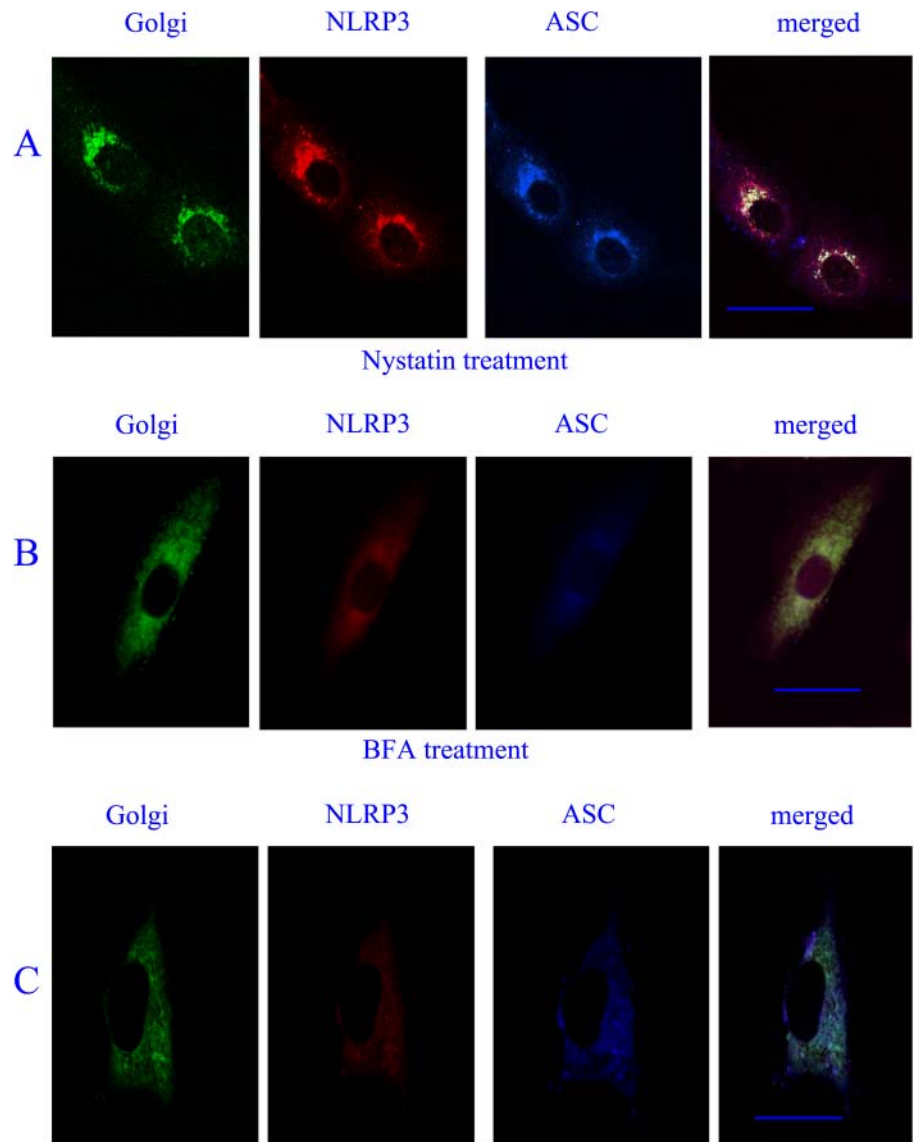 Golgi NLRP3 ASC merged
A
Nystatin treatment
Golgi NLRP3 ASC merged
B
BFA treatment
Golgi NLRP3 ASC merged
C